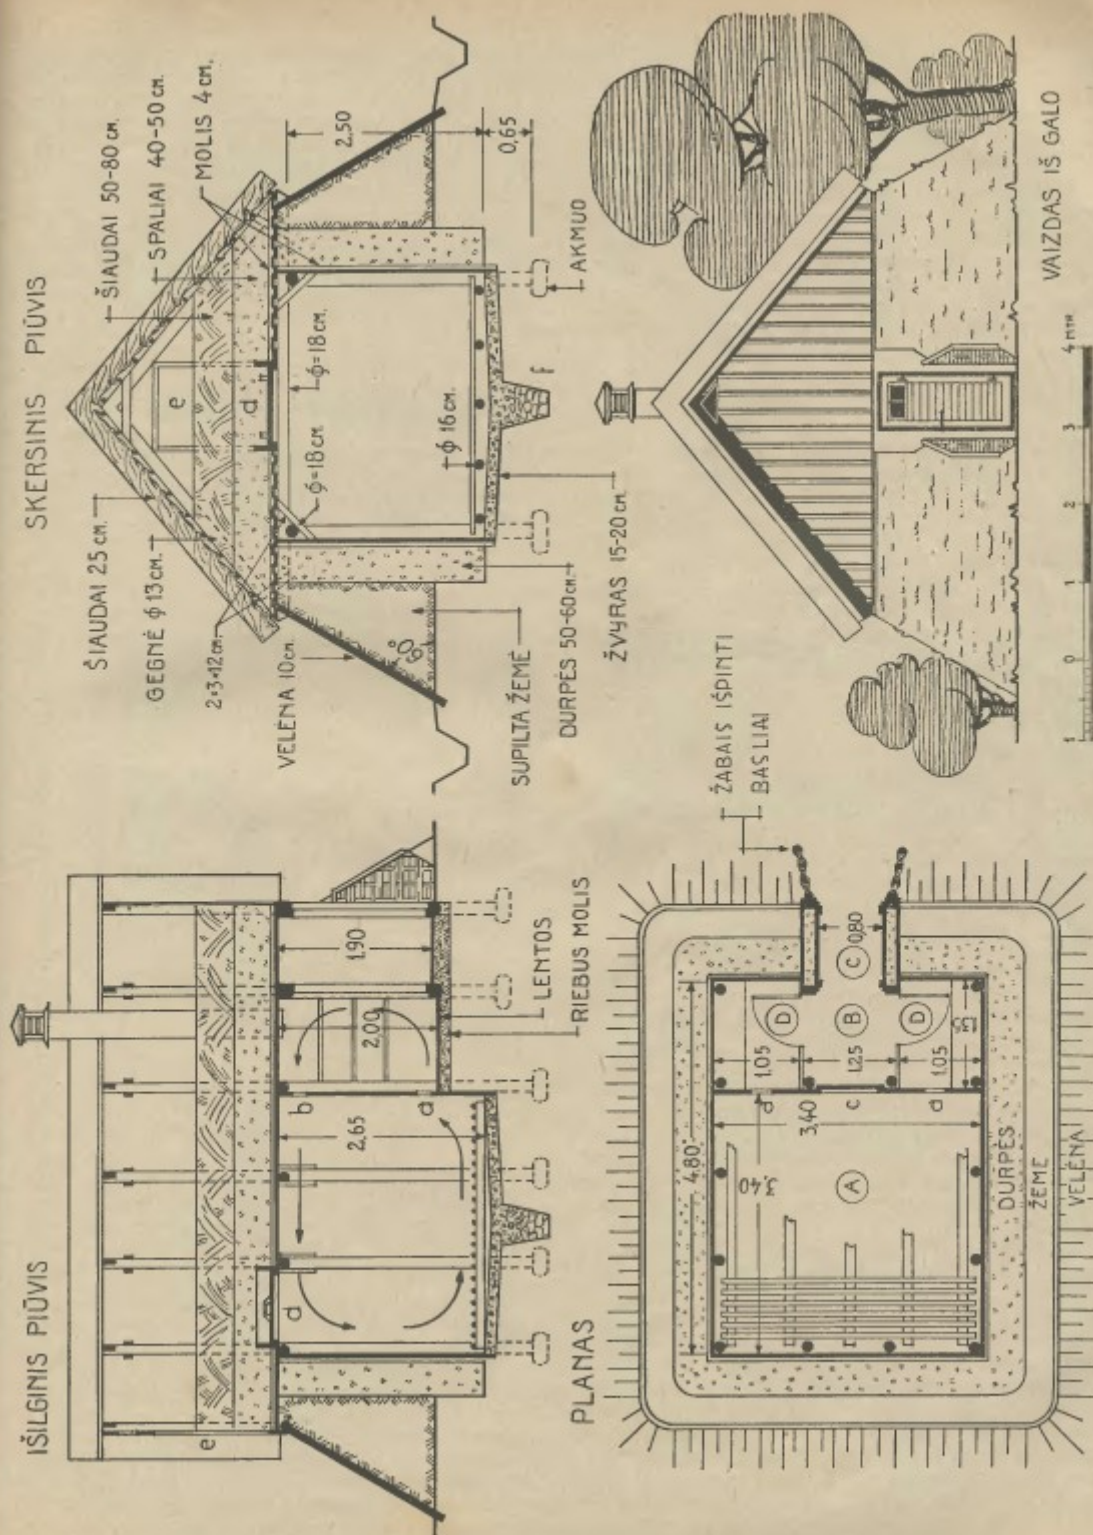 IŠILGINIS PIŪVIS
e
d
b
a
2,65
2,00
1,90
LENTOS
RIEBUS MOLIS
SKERSINIS PIŪVIS
ŠIAUDAI 25 CM.
GEGNĖ ϕ 13 CM.
2×3×12 CM.
VELĖNA 10 CM.
60°
SUPILTA ŽEMĖ
DURPĖS 50-60 CM.
ŽVYRAS 15-20 CM.
ŠIAUDAI 50-80 CM.
SPALIAI 40-50 CM.
MOLIS 4 CM.
e
d
ϕ=18 CM.
ϕ=18 CM.
ϕ 16 CM.
f
2,50
0,65
AKMUO
PLANAS
4,80
3,40
3,40
A
a
c
a
1,05
1,25
1,05
D
B
D
C
0,80
DURPĖS
ŽEMĖ
VELĖNA
ŽABAIS IŠPINTI
BASLIAI
VAIZDAS IŠ GALO
1 0 1 2 3 4 MTR